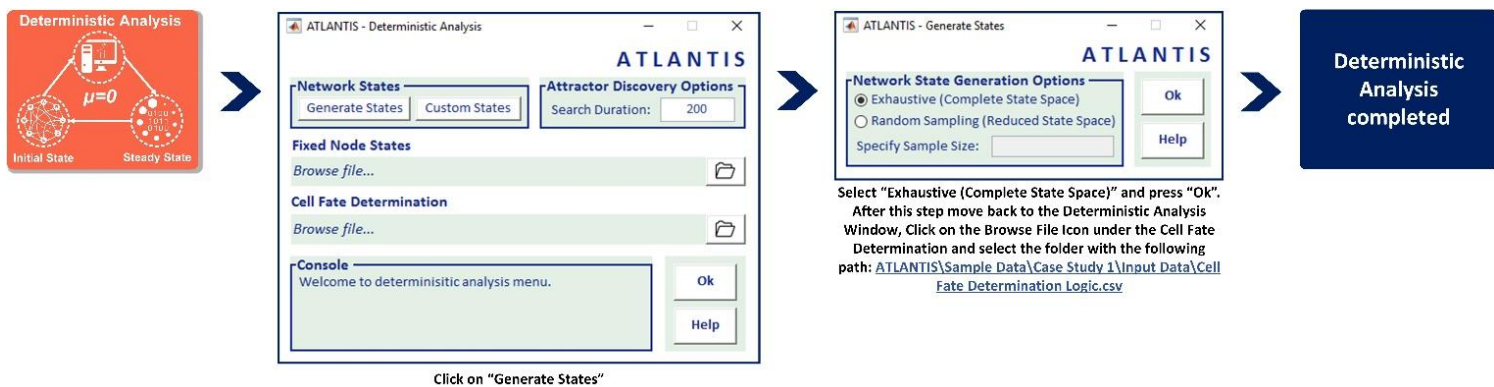 Deterministic Analysis
μ=0
0100
101
010
Initial State
Steady State
ATLANTIS - Deterministic Analysis
ATLANTIS
Network States
Generate States
Custom States
Attractor Discovery Options
Search Duration:
200
Fixed Node States
Browse file...
Cell Fate Determination
Browse file...
Console
Welcome to determinisitic analysis menu.
Ok
Help
Click on “Generate States”
ATLANTIS - Generate States
ATLANTIS
Network State Generation Options
Exhaustive (Complete State Space)
Random Sampling (Reduced State Space)
Specify Sample Size:
Ok
Help
Select “Exhaustive (Complete State Space)” and press “Ok”.
After this step move back to the Deterministic Analysis
Window, Click on the Browse File Icon under the Cell Fate
Determination and select the folder with the following
path: ATLANTIS\Sample Data\Case Study 1\Input Data\Cell
Fate Determination Logic.csv
Deterministic
Analysis
completed